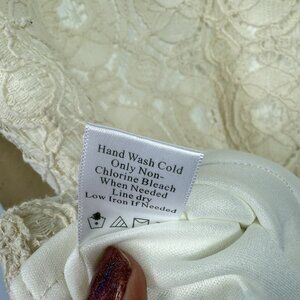 Hand Wash Cold
Only Non-
Chlorine Bleach
When Needed
Line dry
Low Iron If Needed